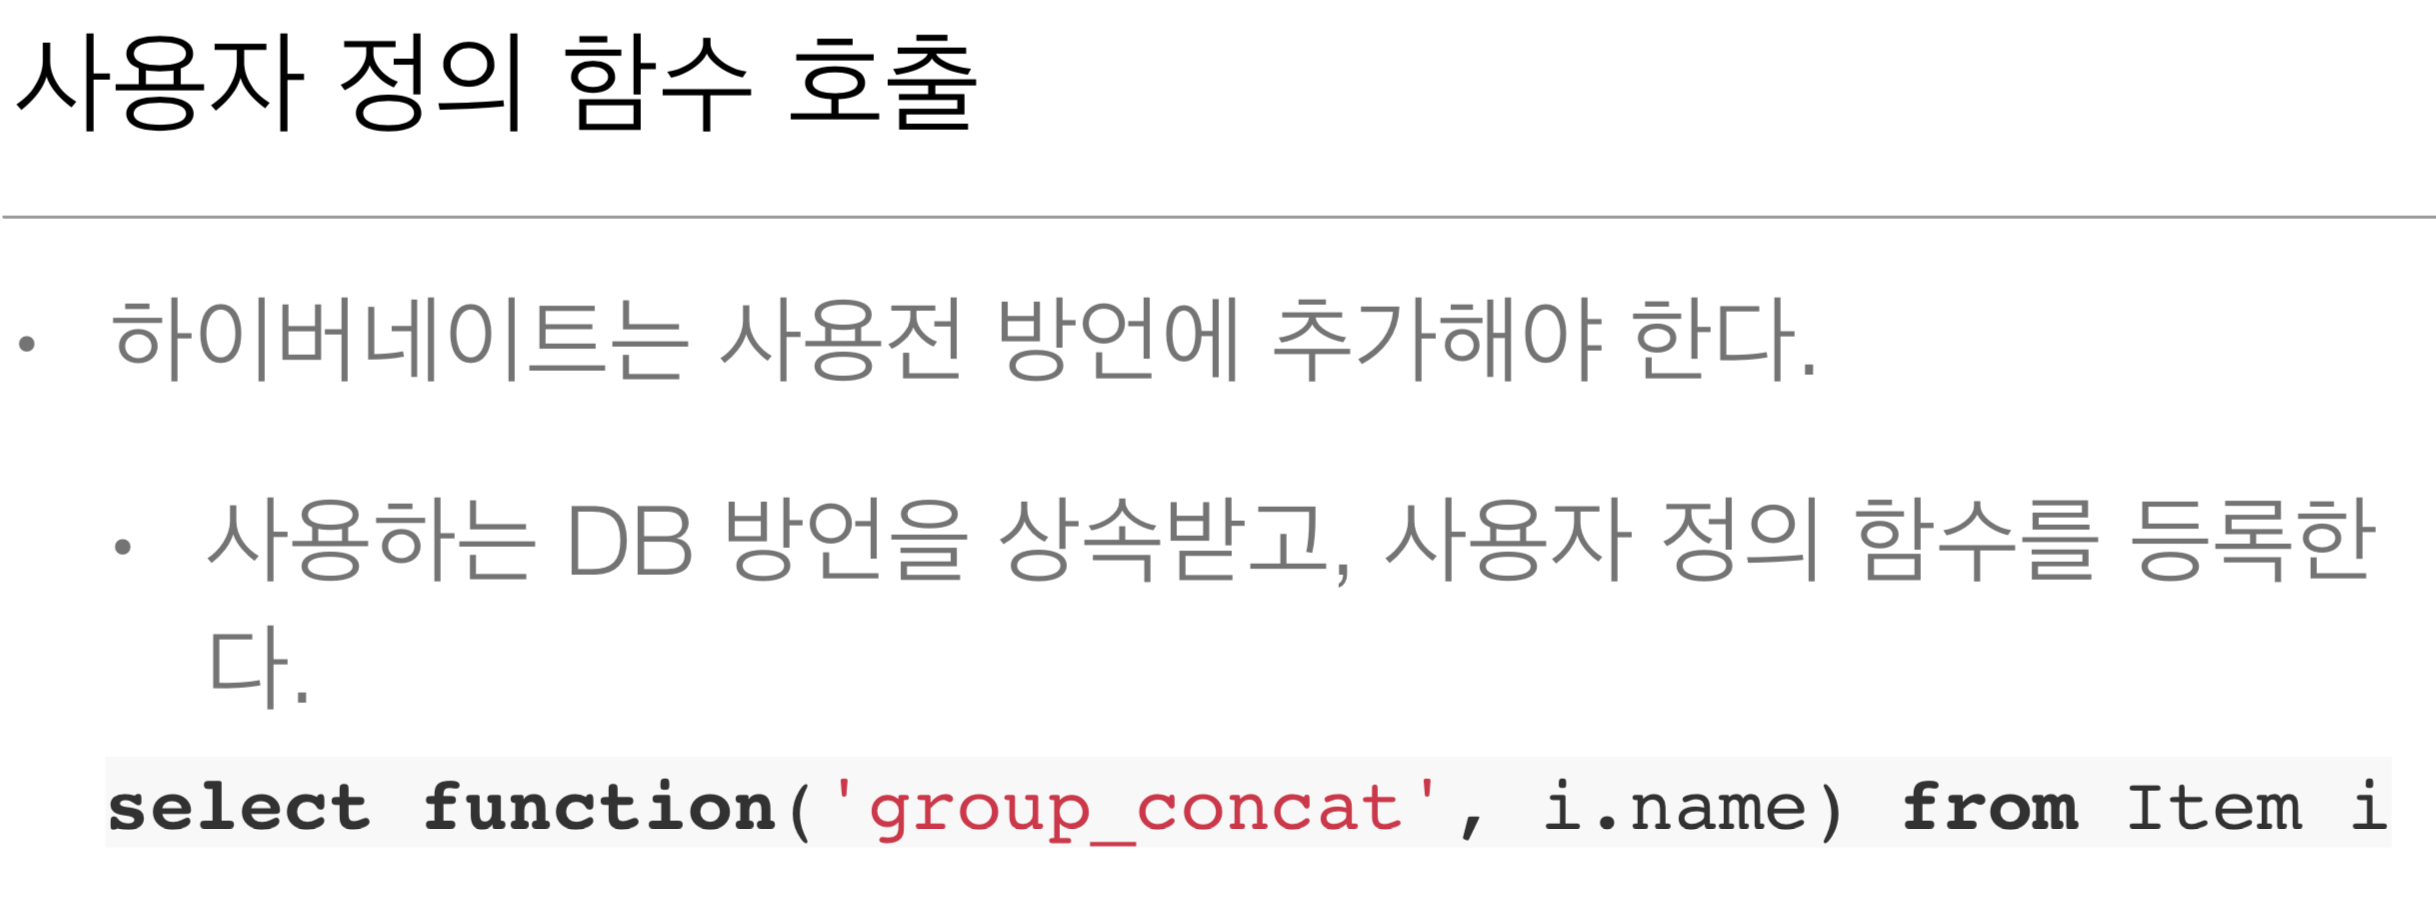 사용자 정의 함수 호출
• 하이버네이트는 사용전 방언에 추가해야 한다.
• 사용하는 DB 방언을 상속받고, 사용자 정의 함수를 등록한
다.
select function('group_concat', i.name) from Item i